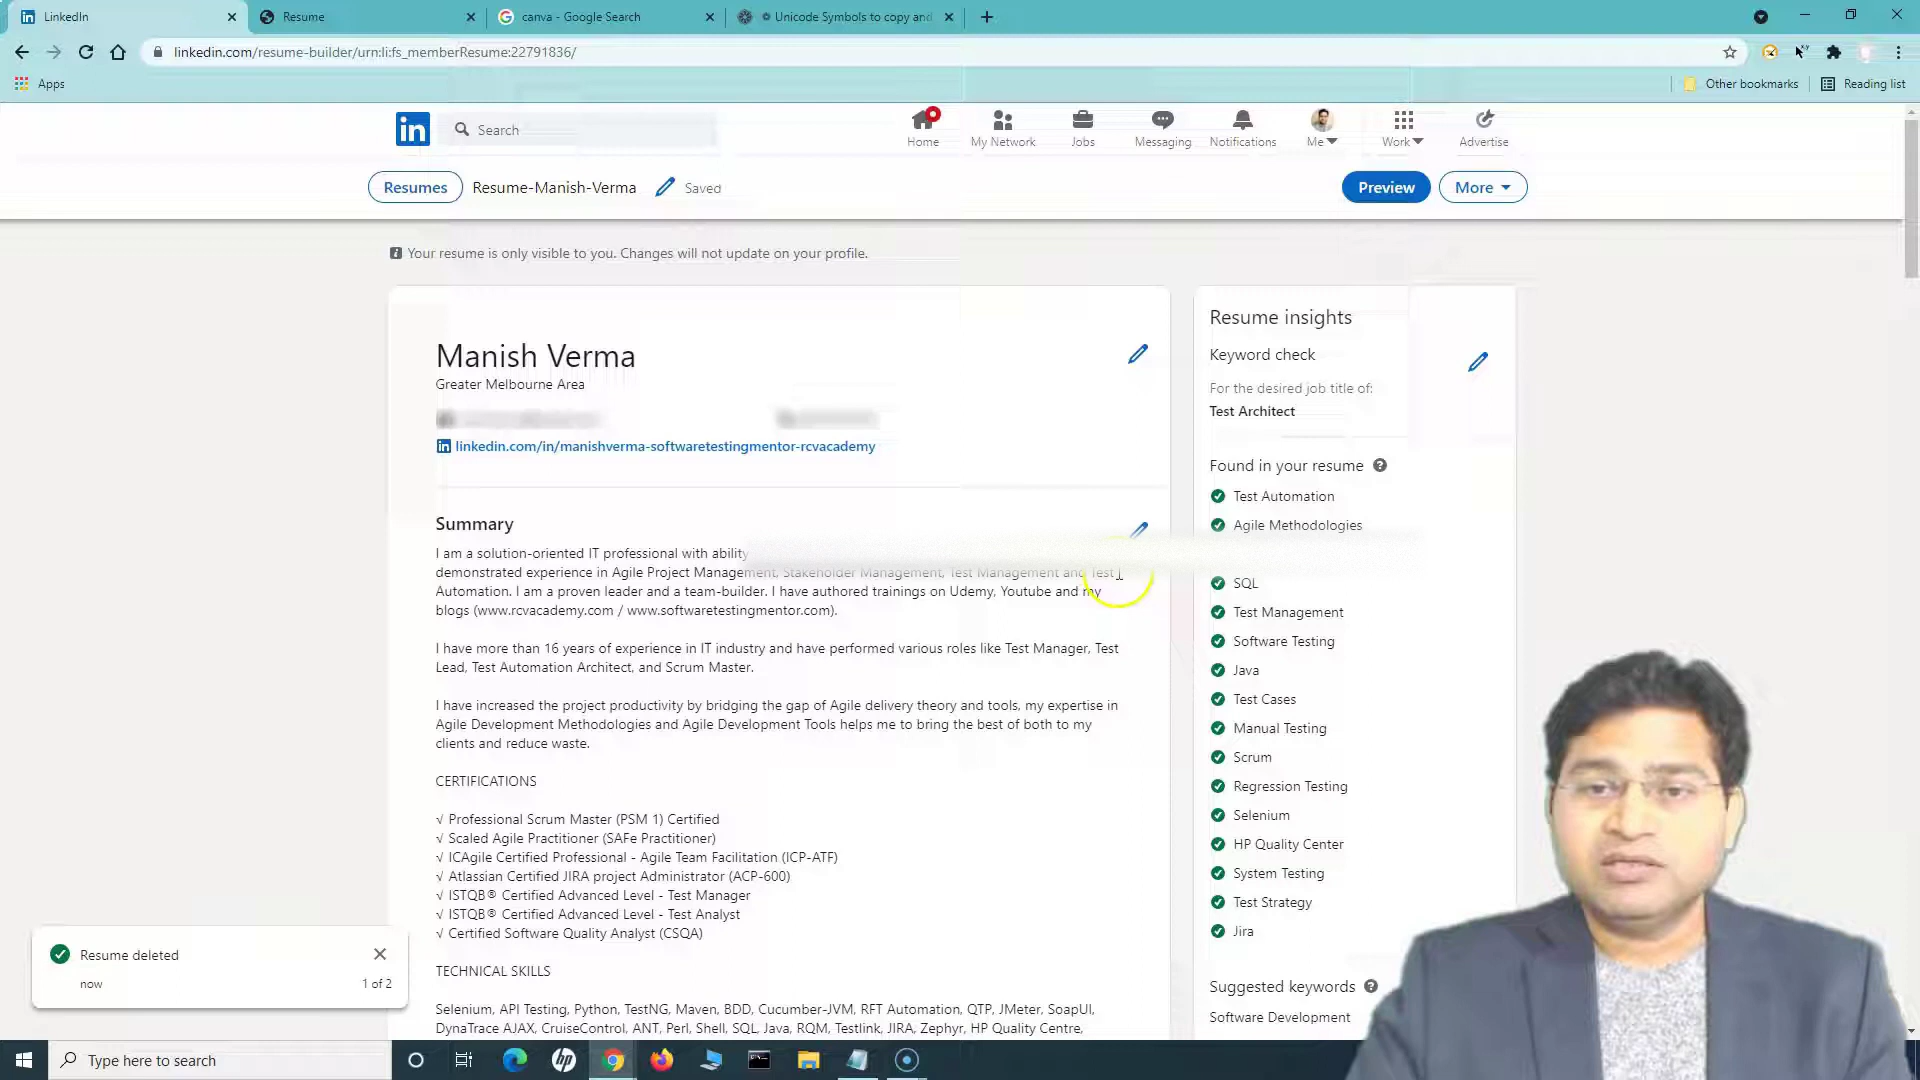 LinkedIn
Resume
canva - Google Search
Unicode Symbols to copy and
linkedin.com/resume-builder/urn:li:fs_memberResume:22791836/
Apps
Other bookmarks
Reading list
in
Search
Home
My Network
Jobs
Messaging
Notifications
Me
Work
Advertise
Resumes
Resume-Manish-Verma
Saved
Preview
More
Your resume is only visible to you. Changes will not update on your profile.
Manish Verma
Greater Melbourne Area
linkedin.com/in/manishverma-softwaretestingmentor-rcvacademy
Summary
I am a solution-oriented IT professional with ability
demonstrated experience in Agile Project Management, Stakeholder Management, Test Management and Test
Automation. I am a proven leader and a team-builder. I have authored trainings on Udemy, Youtube and my
blogs (www.rcvacademy.com / www.softwaretestingmentor.com).
I have more than 16 years of experience in IT industry and have performed various roles like Test Manager, Test
Lead, Test Automation Architect, and Scrum Master.
I have increased the project productivity by bridging the gap of Agile delivery theory and tools, my expertise in
Agile Development Methodologies and Agile Development Tools helps me to bring the best of both to my
clients and reduce waste.
CERTIFICATIONS
√ Professional Scrum Master (PSM 1) Certified
√ Scaled Agile Practitioner (SAFe Practitioner)
√ ICAgile Certified Professional - Agile Team Facilitation (ICP-ATF)
√ Atlassian Certified JIRA project Administrator (ACP-600)
√ ISTQB® Certified Advanced Level - Test Manager
√ ISTQB® Certified Advanced Level - Test Analyst
√ Certified Software Quality Analyst (CSQA)
TECHNICAL SKILLS
Selenium, API Testing, Python, TestNG, Maven, BDD, Cucumber-JVM, RFT Automation, QTP, JMeter, SoapUI,
DynaTrace AJAX, CruiseControl, ANT, Perl, Shell, SQL, Java, RQM, Testlink, JIRA, Zephyr, HP Quality Centre,
Resume insights
Keyword check
For the desired job title of:
Test Architect
Found in your resume
Test Automation
Agile Methodologies
SQL
Test Management
Software Testing
Java
Test Cases
Manual Testing
Scrum
Regression Testing
Selenium
HP Quality Center
System Testing
Test Strategy
Jira
Suggested keywords
Software Development
Resume deleted
now
1 of 2
Type here to search